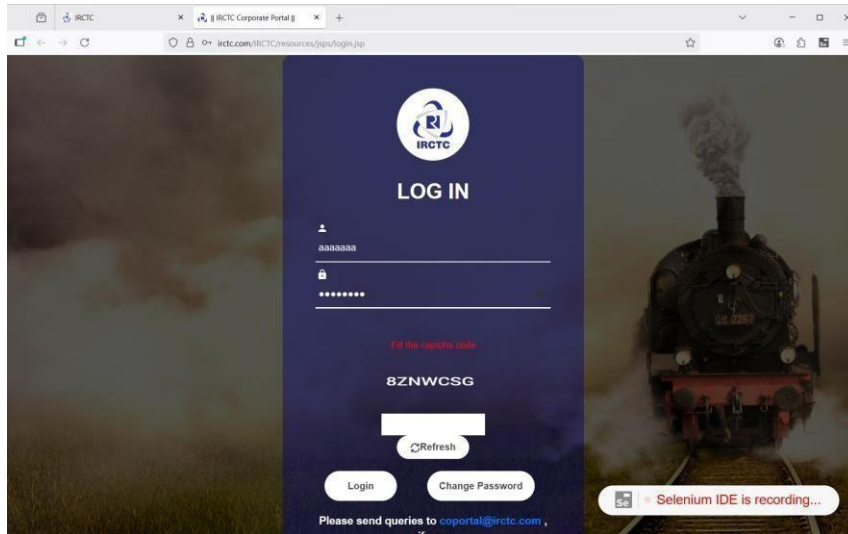 IRCTC
|| IRCTC Corporate Portal ||
irctc.com/IRCTC/resources/jsps/login.jsp
IRCTC
LOG IN
aaaaaaa
••••••••
Fill the captcha code
8ZNWCSG
Refresh
Login
Change Password
Se
Selenium IDE is recording...
Please send queries to coportal@irctc.com ,